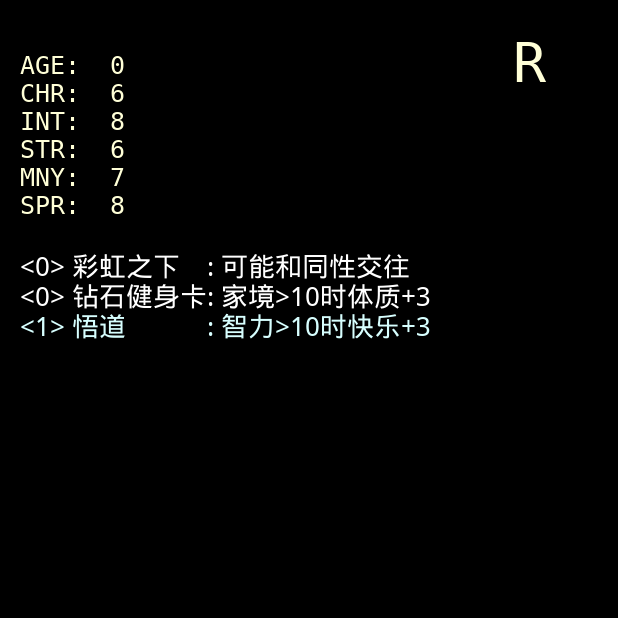 R
AGE: 0
CHR: 6
INT: 8
STR: 6
MNY: 7
SPR: 8
<0> 彩虹之下 : 可能和同性交往
<0> 钻石健身卡: 家境>10时体质+3
<1> 悟道 : 智力>10时快乐+3